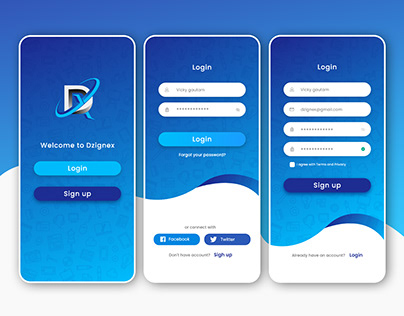 Welcome to Dzignex
Login
Sign up
Login
Vicky gautam
************
Login
Forgot your password?
or connect with
Facebook
Twitter
Don't have account? Sigh up
Login
Vicky gautam
dzignex@gmail.com
************
************
I agree with Terms and Privacy
Sign up
Already have an account? Login